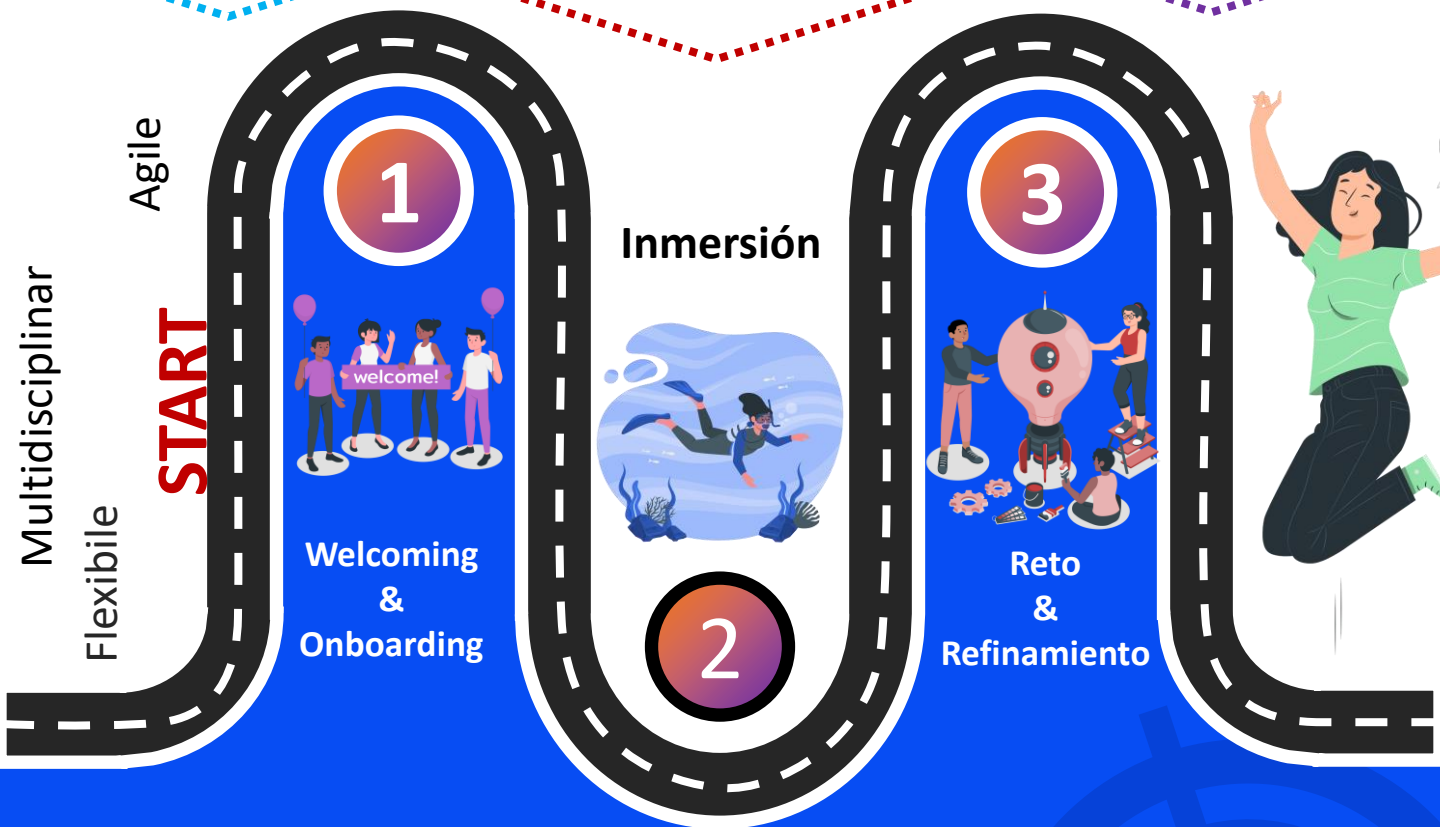 Multidisciplinar
Flexibile
Agile
START
1
welcome!
Welcoming
&
Onboarding
Inmersión
2
3
Reto
&
Refinamiento